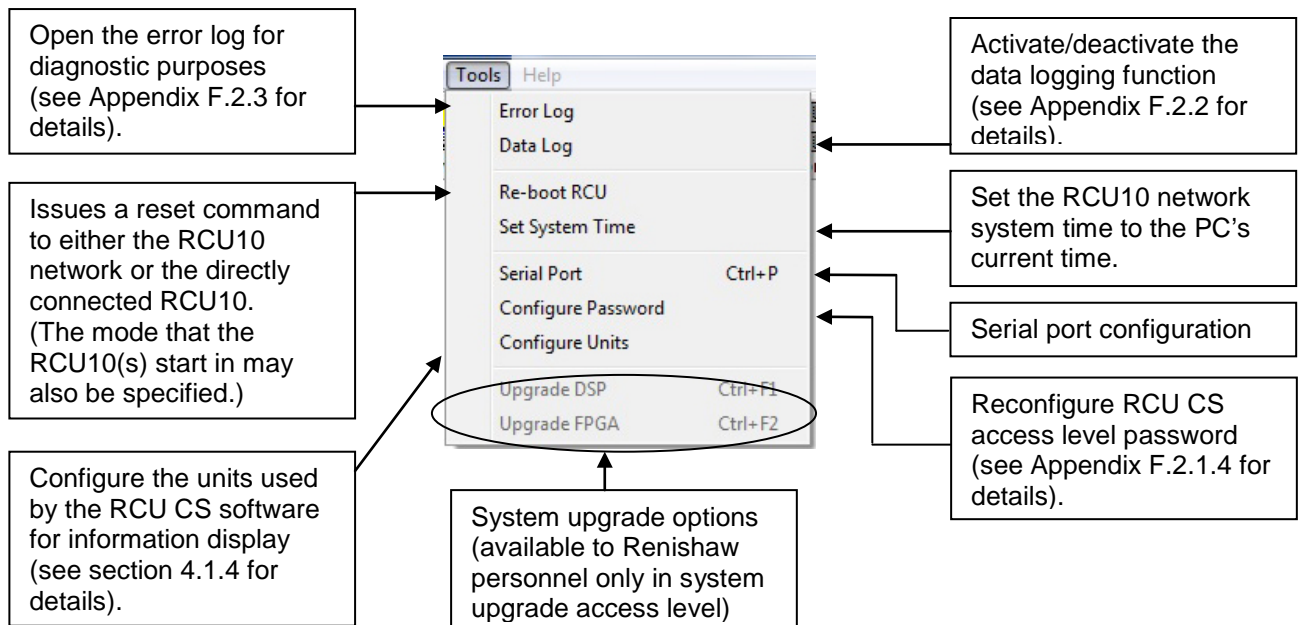 Open the error log for
diagnostic purposes
(see Appendix F.2.3 for
details).
Issues a reset command
to either the RCU10
network or the directly
connected RCU10.
(The mode that the
RCU10(s) start in may
also be specified.)
Configure the units used
by the RCU CS software
for information display
(see section 4.1.4 for
details).
Tools Help
Error Log
Data Log
Re-boot RCU
Set System Time
Serial Port Ctrl+P
Configure Password
Configure Units
Upgrade DSP Ctrl+F1
Upgrade FPGA Ctrl+F2
System upgrade options
(available to Renishaw
personnel only in system
upgrade access level)
Activate/deactivate the
data logging function
(see Appendix F.2.2 for
details).
Set the RCU10 network
system time to the PC's
current time.
Serial port configuration
Reconfigure RCU CS
access level password
(see Appendix F.2.1.4 for
details).